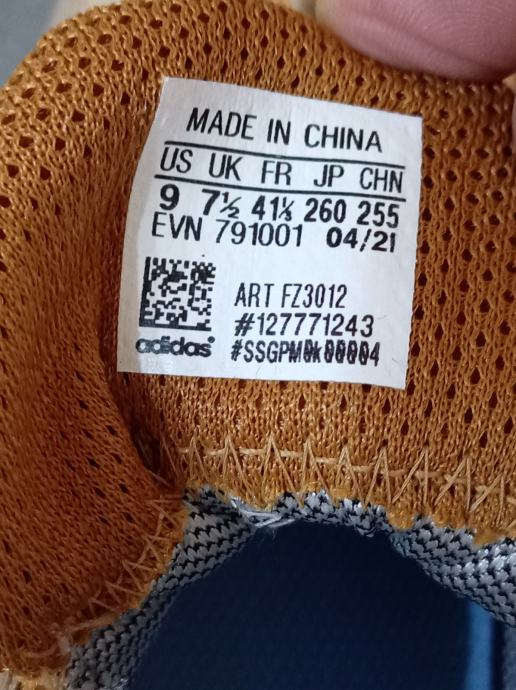 MADE IN CHINA
US UK FR JP CHN
9 7½ 41⅓ 260 255
EVN 791001 04/21
ART FZ3012
#127771243
adidas